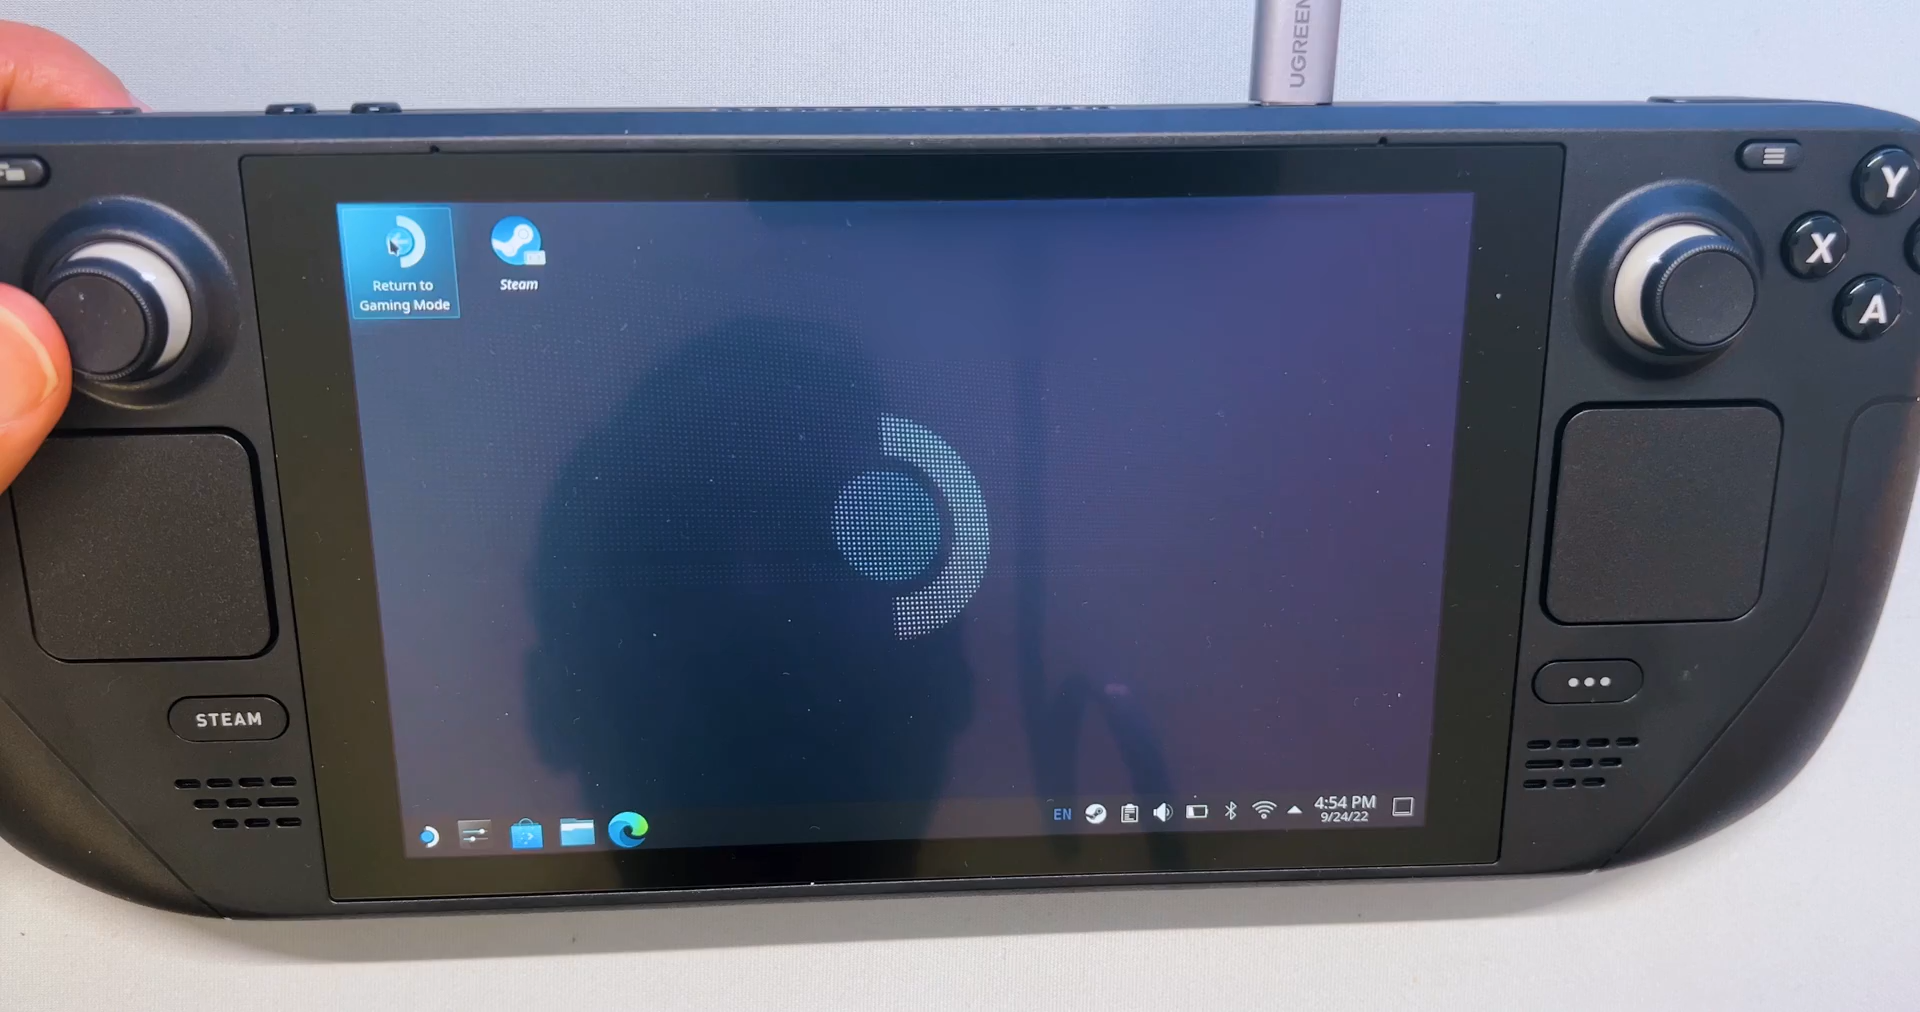 UGREEN
Y
X
A
Return to
Gaming Mode
Steam
STEAM
EN
4:54 PM
9/24/22